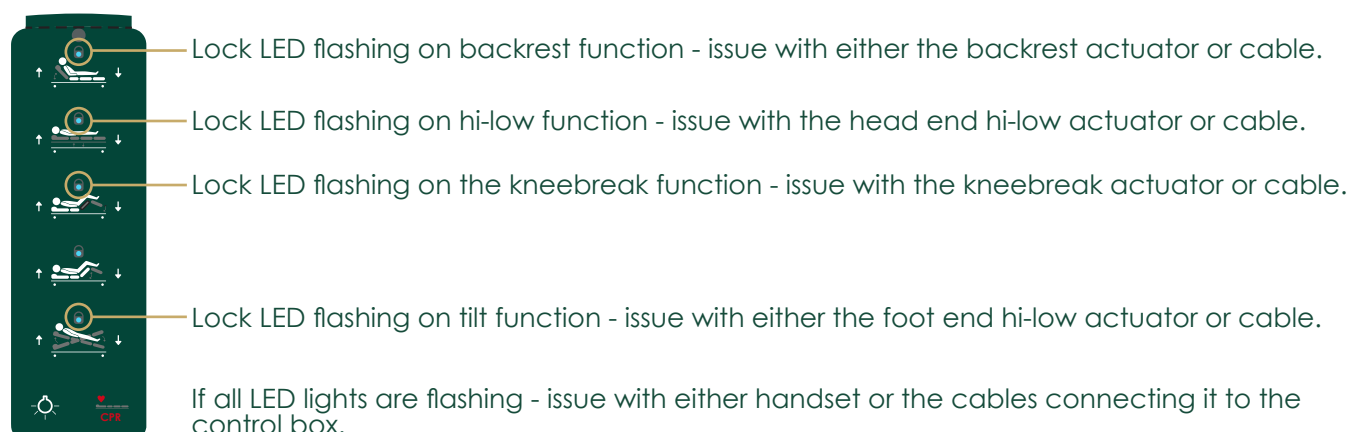 Lock LED flashing on backrest function - issue with either the backrest actuator or cable.
Lock LED flashing on hi-low function - issue with the head end hi-low actuator or cable.
Lock LED flashing on the kneebreak function - issue with the kneebreak actuator or cable.
Lock LED flashing on tilt function - issue with either the foot end hi-low actuator or cable.
If all LED lights are flashing - issue with either handset or the cables connecting it to the
control box.
CPR